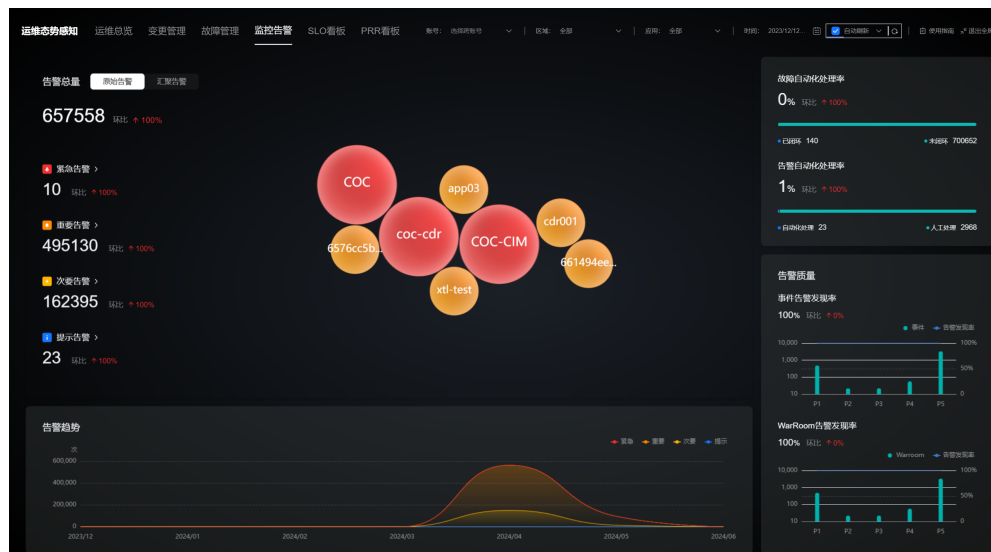 运维态势感知 运维总览 变更管理 故障管理 监控告警 SLO看板 PRR看板 账号: 选择跨账号 区域: 全部 应用: 全部 时间: 2023/12/12... 自动刷新 使用指南 退出全屏
告警总量 原始告警 汇聚告警
657558 环比 ↑ 100%
紧急告警 >
10 环比 ↑ 100%
重要告警 >
495130 环比 ↑ 100%
次要告警 >
162395 环比 ↑ 100%
提示告警 >
23 环比 ↑ 100%
COC
app03
coc-cdr
COC-CIM
cdr001
6576cc5b...
661494ee...
xtl-test
告警趋势
次
紧急 重要 次要 提示
600,000
400,000
200,000
0
2023/12 2024/01 2024/02 2024/03 2024/04 2024/05 2024/06
故障自动化处理率
0% 环比 ↑ 100%
已闭环 140 未闭环 700652
告警自动化处理率
1% 环比 ↑ 100%
自动化处理 23 人工处理 2968
告警质量
事件告警发现率
100% 环比 ↑ 0%
事件 告警发现率
10,000 100%
1,000
50%
100
10 0
P1 P2 P3 P4 P5
WarRoom告警发现率
100% 环比 ↑ 0%
Warroom 告警发现率
10,000 100%
1,000
50%
100
10 0
P1 P2 P3 P4 P5